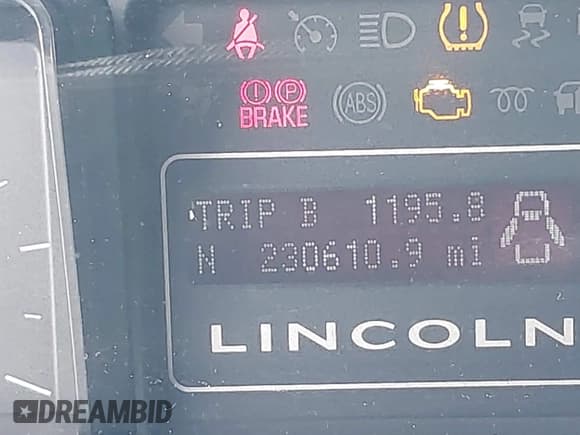 (!) (P)
BRAKE
(ABS)
TRIP B 1195.8
N 230610.9 mi
LINCOLN
DREAMBID